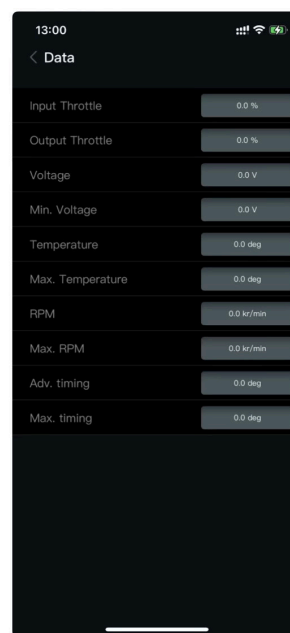 13:00
Data
Input Throttle 0.0 %
Output Throttle 0.0 %
Voltage 0.0 V
Min. Voltage 0.0 V
Temperature 0.0 deg
Max. Temperature 0.0 deg
RPM 0.0 kr/min
Max. RPM 0.0 kr/min
Adv. timing 0.0 deg
Max. timing 0.0 deg